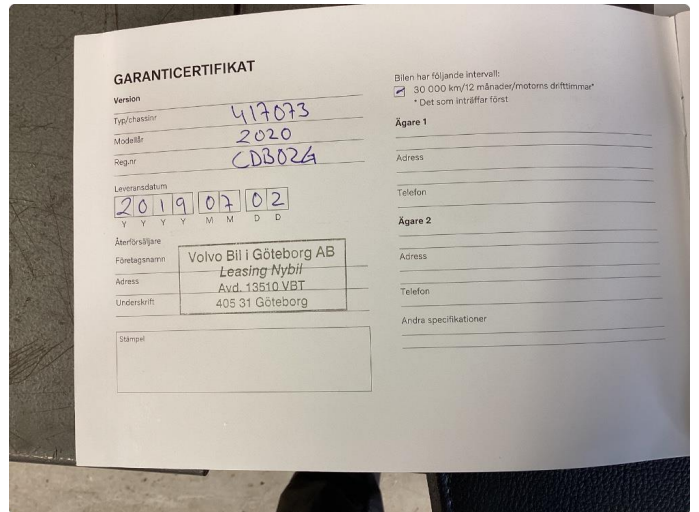 GARANTICERTIFIKAT
Version
Typ/chassinr 417073
Modellår 2020
Reg.nr CDB02G
Leveransdatum
2019 07 02
Y Y Y Y M M D D
Återförsäljare
Företagsnamn
Adress
Underskrift
Volvo Bil i Göteborg AB
Leasing Nybil
Avd. 13510 VBT
405 31 Göteborg
Stämpel
Bilen har följande intervall:
30 000 km/12 månader/motorns drifttimmar*
* Det som inträffar först
Ägare 1
Adress
Telefon
Ägare 2
Adress
Telefon
Andra specifikationer